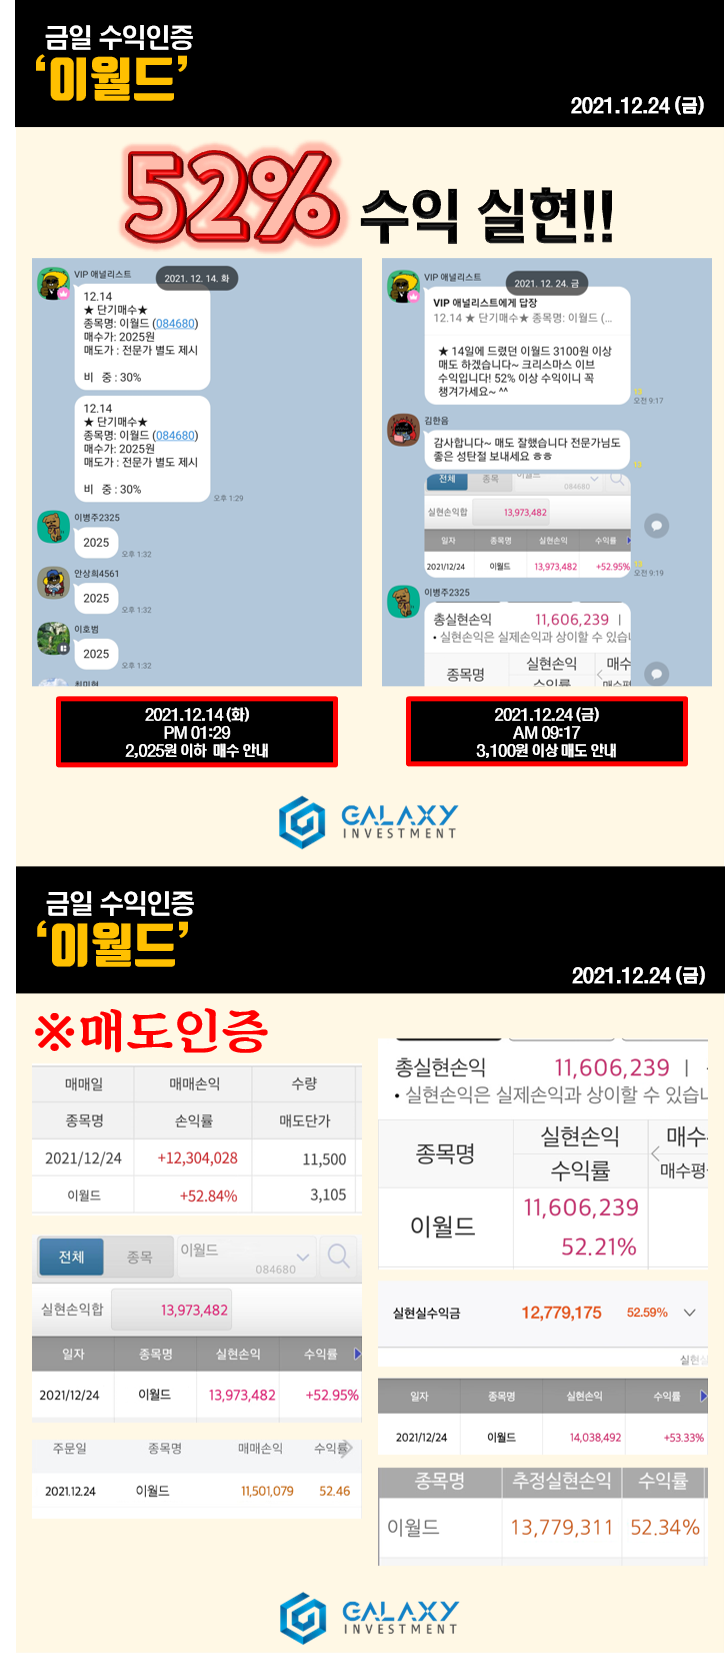 금일 수익인증
‘이월드’
2021.12.24 (금)
52% 수익 실현!!
VIP 애널리스트
2021. 12. 14. 화
12.14
★ 단기매수★
종목명: 이월드 (084680)
매수가: 2025원
매도가 : 전문가 별도 제시
비 중 : 30%
12.14
★ 단기매수★
종목명: 이월드 (084680)
매수가: 2025원
매도가 : 전문가 별도 제시
비 중 : 30%
오후 1:29
이병주2325
2025
오후 1:32
안상희4561
2025
오후 1:32
이호범
2025
오후 1:32
최미현
VIP 애널리스트
2021. 12. 24. 금
VIP 애널리스트에게 답장
12.14 ★ 단기매수★ 종목명: 이월드 (...
★ 14일에 드렸던 이월드 3100원 이상
매도 하겠습니다~ 크리스마스 이브
수익입니다! 52% 이상 수익이니 꼭
챙겨가세요~ ^^
오전 9:17
김한음
감사합니다~ 매도 잘했습니다 전문가님도
좋은 성탄절 보내세요 ㅎㅎ
전체 종목 이월드
084680
실현손익합 13,973,482
일자 종목명 실현손익 수익률
2021/12/24 이월드 13,973,482 +52.95%
오전 9:19
이병주2325
총실현손익 11,606,239 |
• 실현손익은 실제손익과 상이할 수 있습니
종목명 실현손익 매수
수익률 매수평
2021.12.14 (화)
PM 01:29
2,025원 이하 매수 안내
2021.12.24 (금)
AM 09:17
3,100원 이상 매도 안내
GALAXY
INVESTMENT
금일 수익인증
‘이월드’
2021.12.24 (금)
※매도인증
매매일 매매손익 수량
종목명 손익률 매도단가
2021/12/24 +12,304,028 11,500
이월드 +52.84% 3,105
전체 종목 이월드
084680
실현손익합 13,973,482
일자 종목명 실현손익 수익률
2021/12/24 이월드 13,973,482 +52.95%
주문일 종목명 매매손익 수익률
2021.12.24 이월드 11,501,079 52.46
총실현손익 11,606,239 |
• 실현손익은 실제손익과 상이할 수 있습니
종목명 실현손익 매수
수익률 매수평
이월드 11,606,239
52.21%
실현실수익금 12,779,175 52.59%
실현실
일자 종목명 실현손익 수익률
2021/12/24 이월드 14,038,492 +53.33%
종목명 추정실현손익 수익률
이월드 13,779,311 52.34%
GALAXY
INVESTMENT